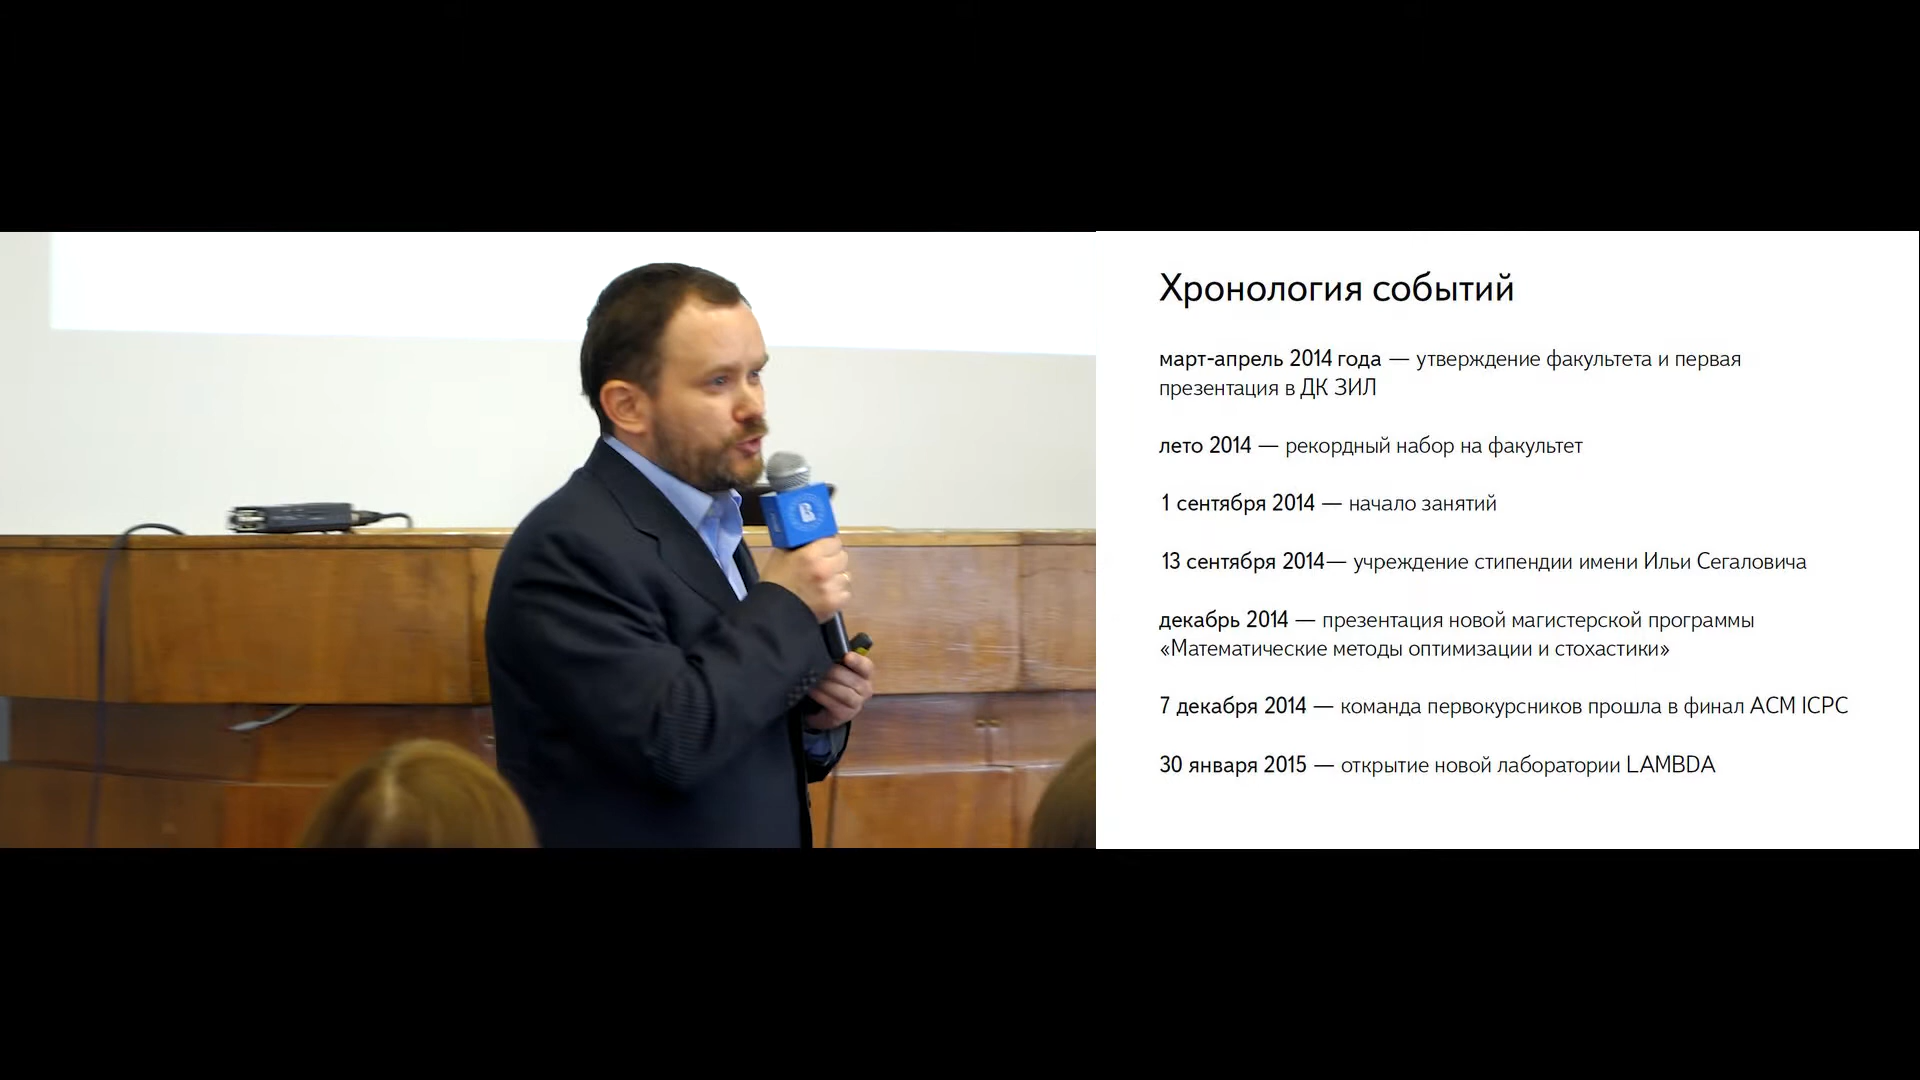 Хронология событий
март-апрель 2014 года — утверждение факультета и первая
презентация в ДК ЗИЛ
лето 2014 — рекордный набор на факультет
1 сентября 2014 — начало занятий
13 сентября 2014— учреждение стипендии имени Ильи Сегаловича
декабрь 2014 — презентация новой магистерской программы
«Математические методы оптимизации и стохастики»
7 декабря 2014 — команда первокурсников прошла в финал ACM ICPC
30 января 2015 — открытие новой лаборатории LAMBDA